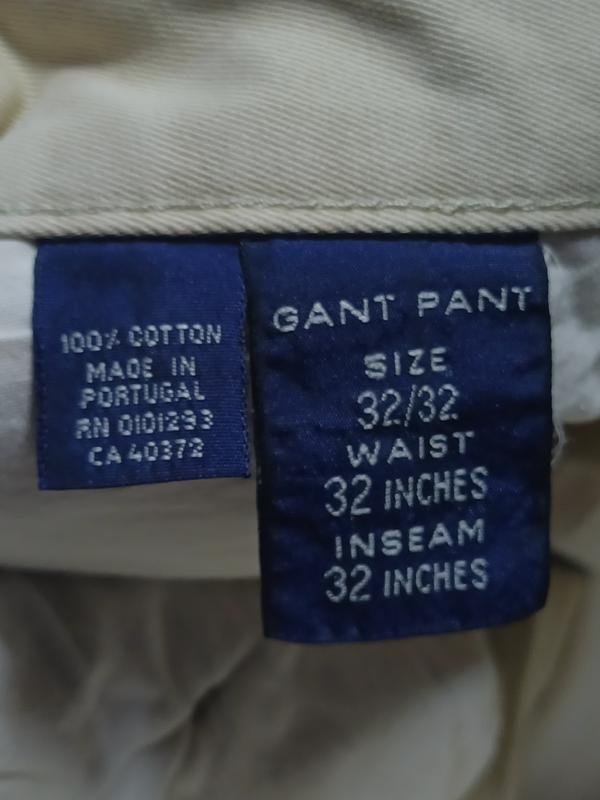 100% COTTON
MADE IN
PORTUGAL
RN 0101293
CA 40372
GANT PANT
SIZE
32/32
WAIST
32 INCHES
INSEAM
32 INCHES